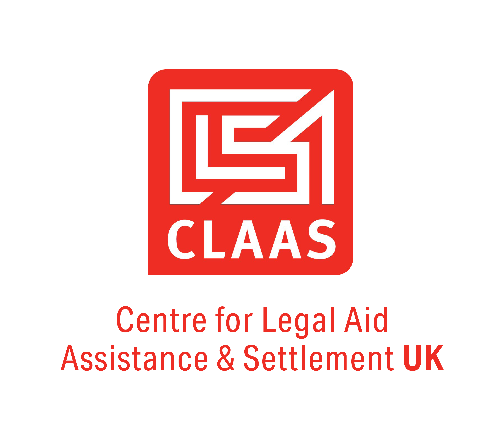 CLAAS
Centre for Legal Aid
Assistance & Settlement UK